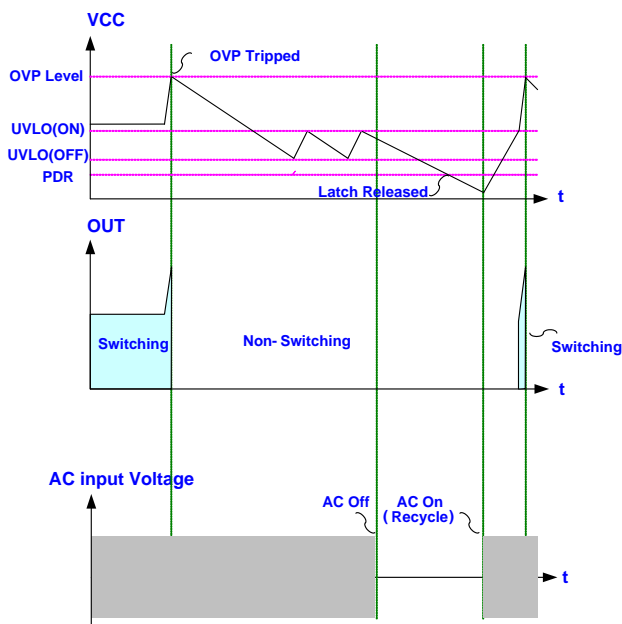 VCC
OVP Tripped
OVP Level
UVLO(ON)
UVLO(OFF)
PDR
Latch Released
t
OUT
Switching
Non- Switching
Switching
t
AC input Voltage
AC Off
AC On
( Recycle)
t